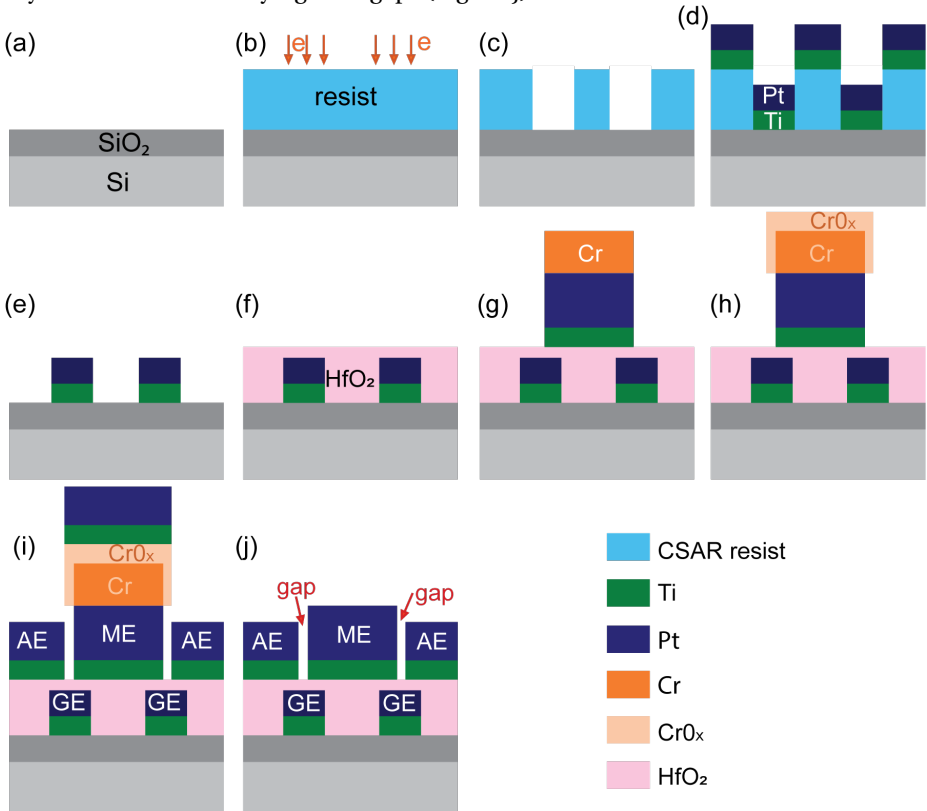 (a)
(b)
e
e
(c)
(d)
resist
Pt
Ti
SiO₂
Si
(e)
(f)
HfO₂
(g)
Cr
(h)
Cr0ₓ
Cr
(i)
Cr0ₓ
Cr
AE
ME
AE
GE
GE
(j)
gap
gap
AE
ME
AE
GE
GE
CSAR resist
Ti
Pt
Cr
Cr0ₓ
HfO₂